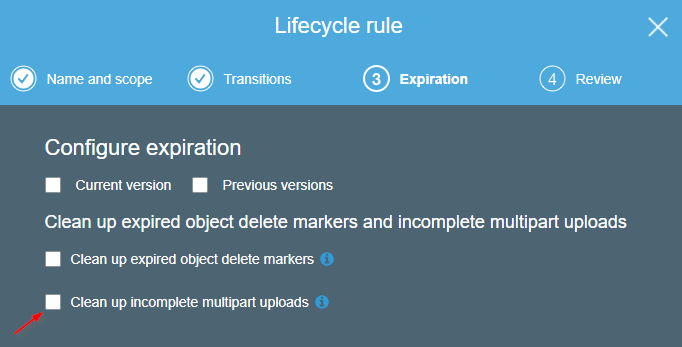 Lifecycle rule
Name and scope Transitions 3 Expiration 4 Review
Configure expiration
Current version Previous versions
Clean up expired object delete markers and incomplete multipart uploads
Clean up expired object delete markers i
Clean up incomplete multipart uploads i